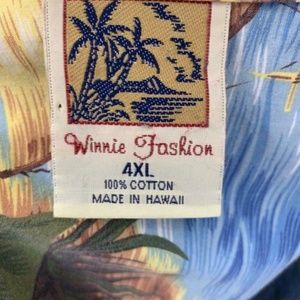 Winnie Fashion
4XL
100% COTTON
MADE IN HAWAII